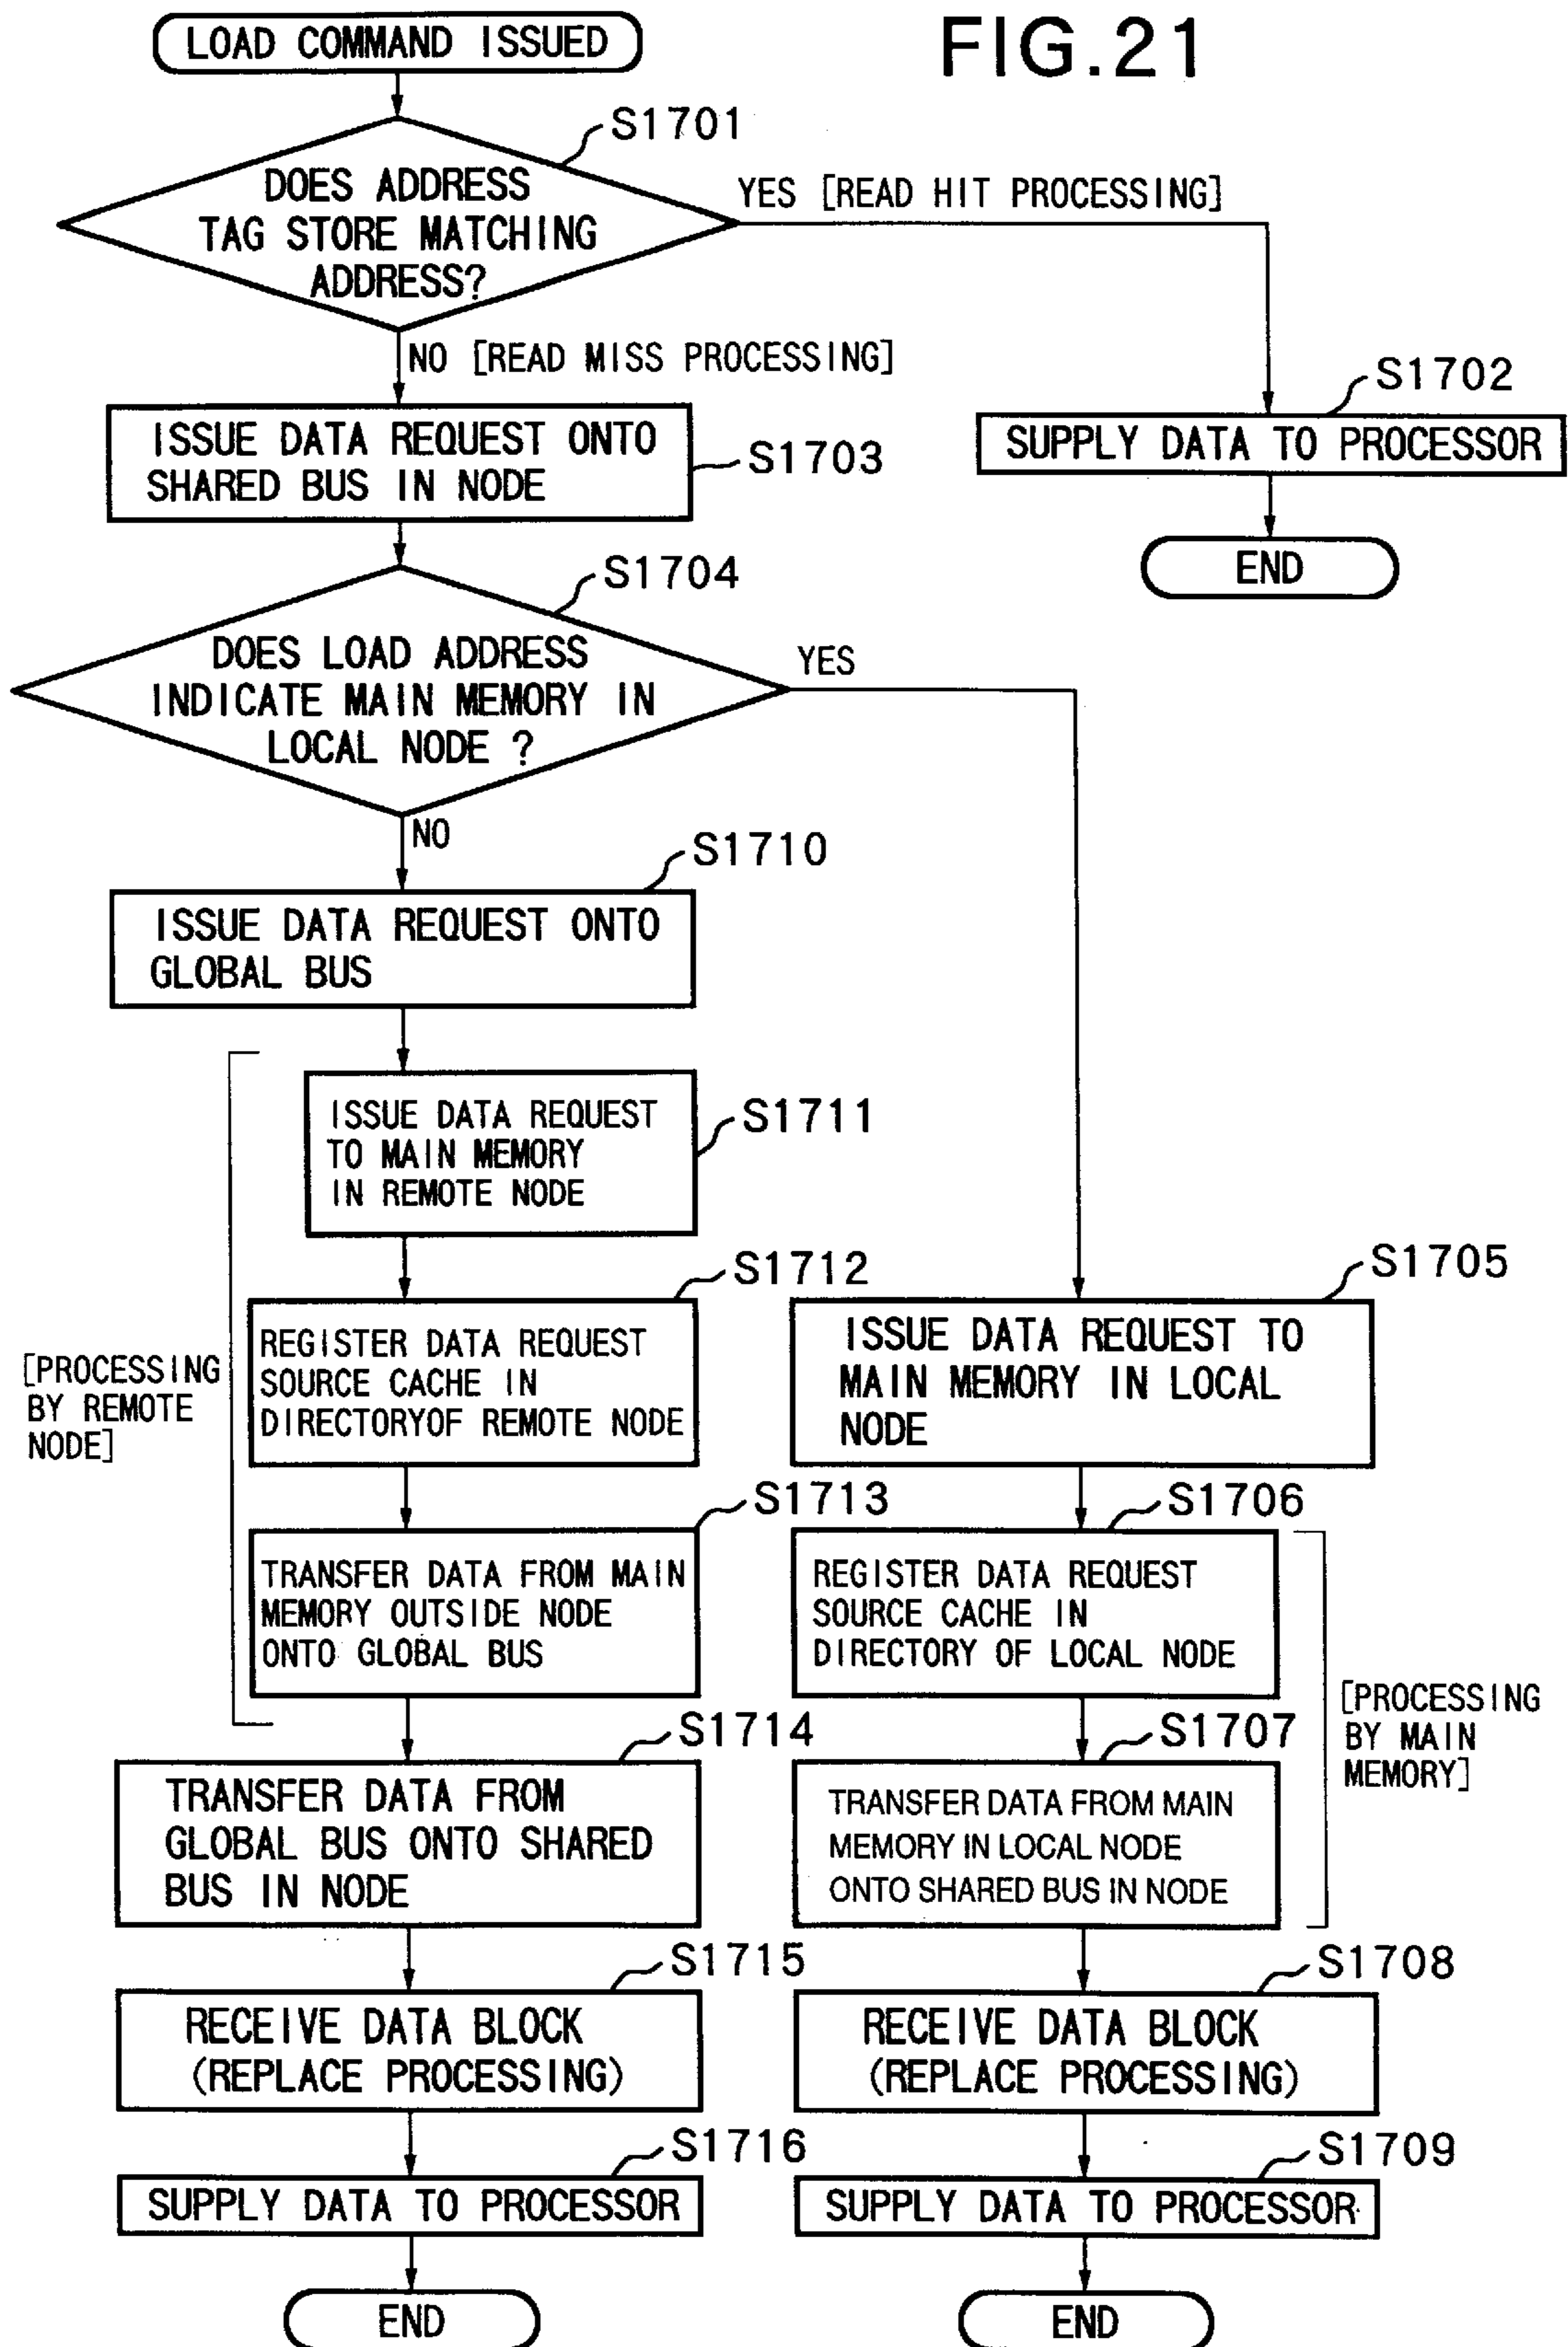 FIG.21
LOAD COMMAND ISSUED
S1701
DOES ADDRESS
TAG STORE MATCHING
ADDRESS?
YES [READ HIT PROCESSING]
NO [READ MISS PROCESSING]
S1702
SUPPLY DATA TO PROCESSOR
END
ISSUE DATA REQUEST ONTO
SHARED BUS IN NODE
S1703
S1704
DOES LOAD ADDRESS
INDICATE MAIN MEMORY IN
LOCAL NODE ?
YES
NO
S1710
ISSUE DATA REQUEST ONTO
GLOBAL BUS
ISSUE DATA REQUEST
TO MAIN MEMORY
IN REMOTE NODE
S1711
S1712
REGISTER DATA REQUEST
SOURCE CACHE IN
DIRECTORYOF REMOTE NODE
[PROCESSING
BY REMOTE
NODE]
S1713
TRANSFER DATA FROM MAIN
MEMORY OUTSIDE NODE
ONTO GLOBAL BUS
S1714
TRANSFER DATA FROM
GLOBAL BUS ONTO SHARED
BUS IN NODE
S1715
RECEIVE DATA BLOCK
(REPLACE PROCESSING)
S1716
SUPPLY DATA TO PROCESSOR
END
S1705
ISSUE DATA REQUEST TO
MAIN MEMORY IN LOCAL
NODE
S1706
REGISTER DATA REQUEST
SOURCE CACHE IN
DIRECTORY OF LOCAL NODE
[PROCESSING
BY MAIN
MEMORY]
S1707
TRANSFER DATA FROM MAIN
MEMORY IN LOCAL NODE
ONTO SHARED BUS IN NODE
S1708
RECEIVE DATA BLOCK
(REPLACE PROCESSING)
S1709
SUPPLY DATA TO PROCESSOR
END